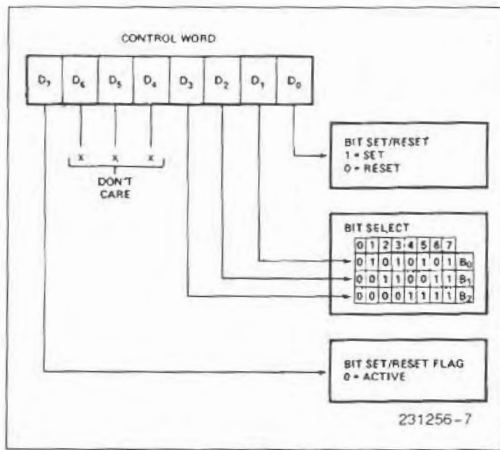 CONTROL WORD
D7 D6 D5 D4 D3 D2 D1 D0
X X X
DON'T
CARE
BIT SET/RESET
1 = SET
0 = RESET
BIT SELECT
0 1 2 3 4 5 6 7
0 1 0 1 0 1 0 1 B0
0 0 1 1 0 0 1 1 B1
0 0 0 0 1 1 1 1 B2
BIT SET/RESET FLAG
0 = ACTIVE
231256-7